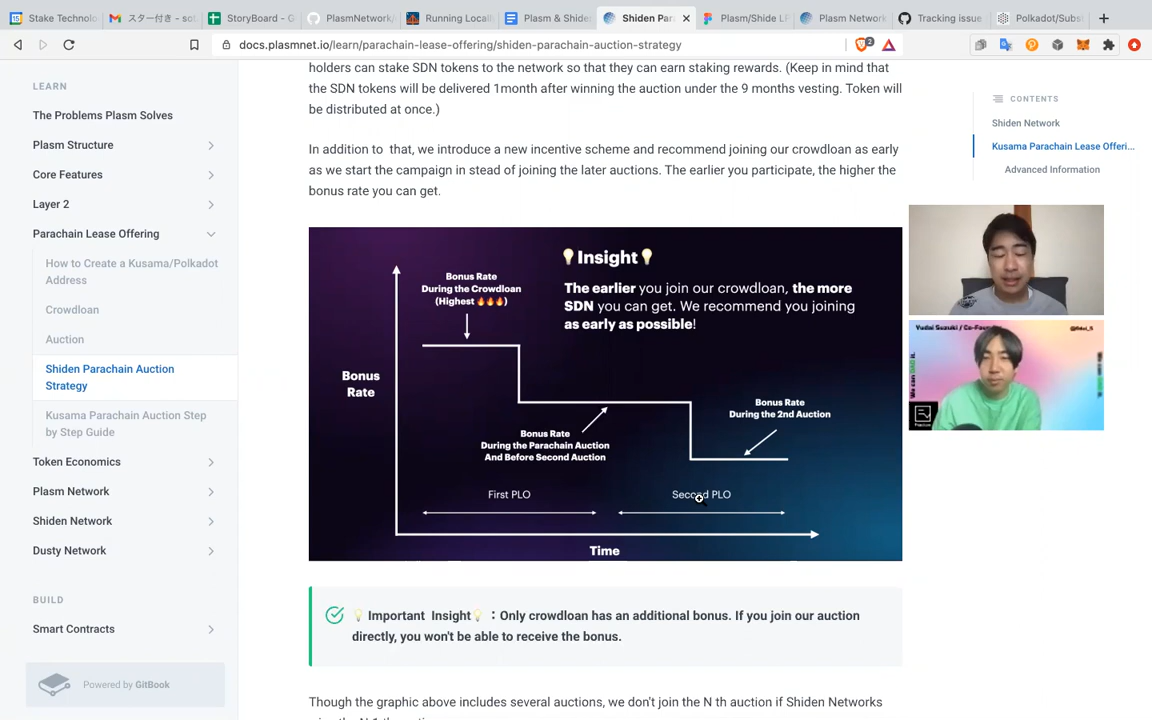 31 Stake Technolo
スター付き - sot
StoryBoard - G
PlasmNetwork/
Running Locall
Plasm & Shide
Shiden Par
Plasm/Shide LP
Plasm Network
Tracking issue
Polkadot/Subs
docs.plasmnet.io/learn/parachain-lease-offering/shiden-parachain-auction-strategy
2
LEARN
The Problems Plasm Solves
Plasm Structure
Core Features
Layer 2
Parachain Lease Offering
How to Create a Kusama/Polkadot
Address
Crowdloan
Auction
Shiden Parachain Auction
Strategy
Kusama Parachain Auction Step
by Step Guide
Token Economics
Plasm Network
Shiden Network
Dusty Network
BUILD
Smart Contracts
Powered by GitBook
holders can stake SDN tokens to the network so that they can earn staking rewards. (Keep in mind that
the SDN tokens will be delivered 1month after winning the auction under the 9 months vesting. Token will
be distributed at once.)
In addition to that, we introduce a new incentive scheme and recommend joining our crowdloan as early
as we start the campaign in stead of joining the later auctions. The earlier you participate, the higher the
bonus rate you can get.
💡Insight💡
The earlier you join our crowdloan, the more
SDN you can get. We recommend you joining
as early as possible!
Bonus Rate
During the Crowdloan
(Highest 🔥🔥🔥)
Bonus
Rate
Bonus Rate
During the Parachain Auction
And Before Second Auction
Bonus Rate
During the 2nd Auction
First PLO
Second PLO
Time
💡 Important Insight💡 ：Only crowdloan has an additional bonus. If you join our auction
directly, you won't be able to receive the bonus.
Though the graphic above includes several auctions, we don't join the N th auction if Shiden Networks
CONTENTS
Shiden Network
Kusama Parachain Lease Offeri...
Advanced Information
Yudai Suzuki / Co-Fou